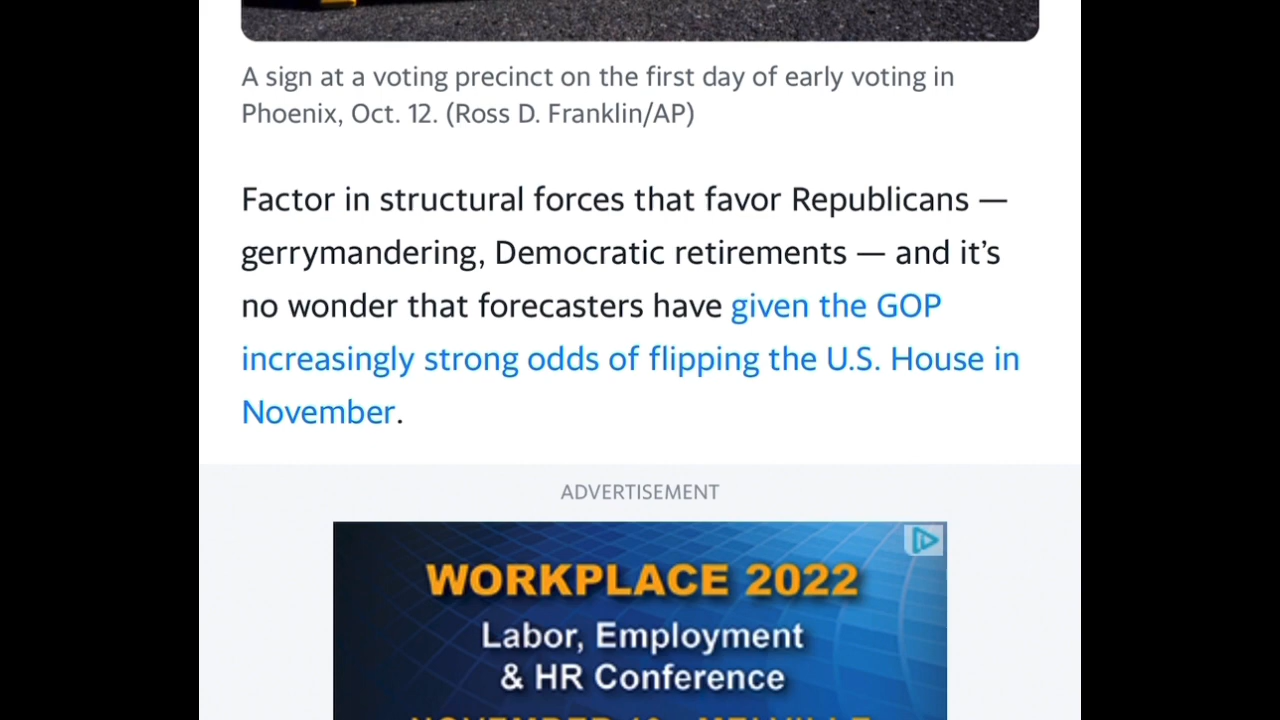 A sign at a voting precinct on the first day of early voting in
Phoenix, Oct. 12. (Ross D. Franklin/AP)
Factor in structural forces that favor Republicans —
gerrymandering, Democratic retirements — and it’s
no wonder that forecasters have given the GOP
increasingly strong odds of flipping the U.S. House in
November.
ADVERTISEMENT
WORKPLACE 2022
Labor, Employment
& HR Conference